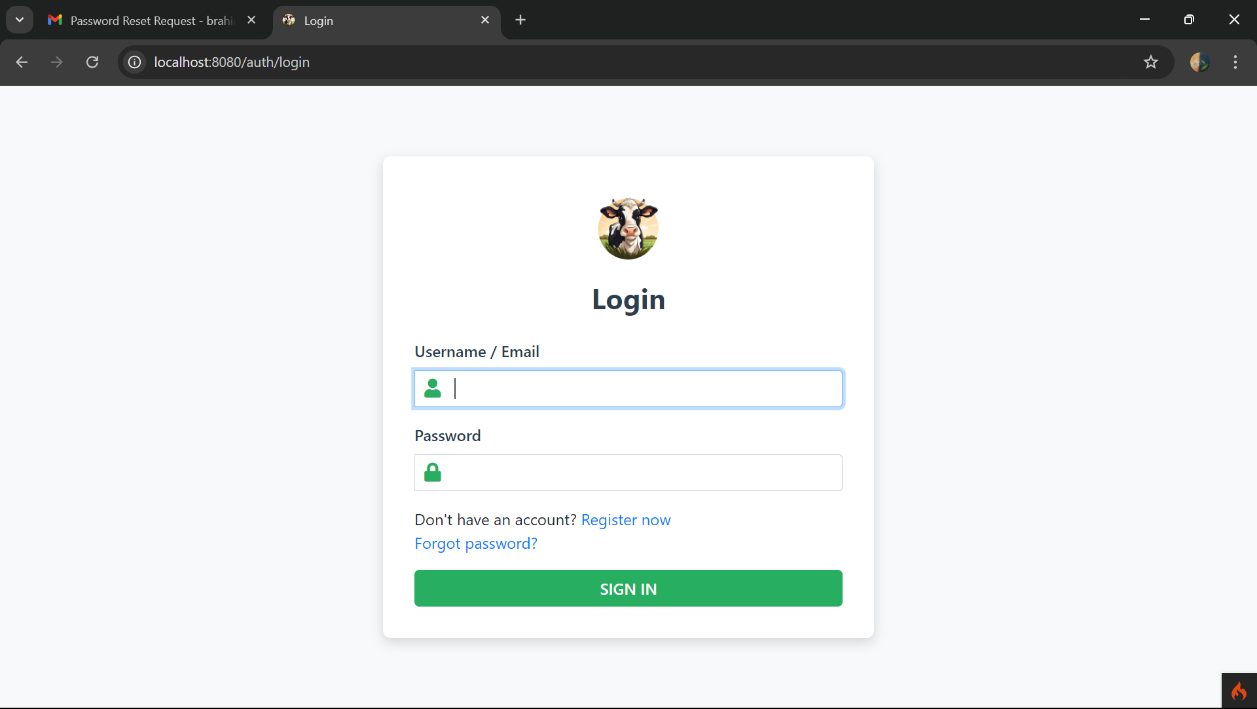 Password Reset Request - brahi
Login
localhost:8080/auth/login
Login
Username / Email
Password
Don't have an account? Register now
Forgot password?
SIGN IN